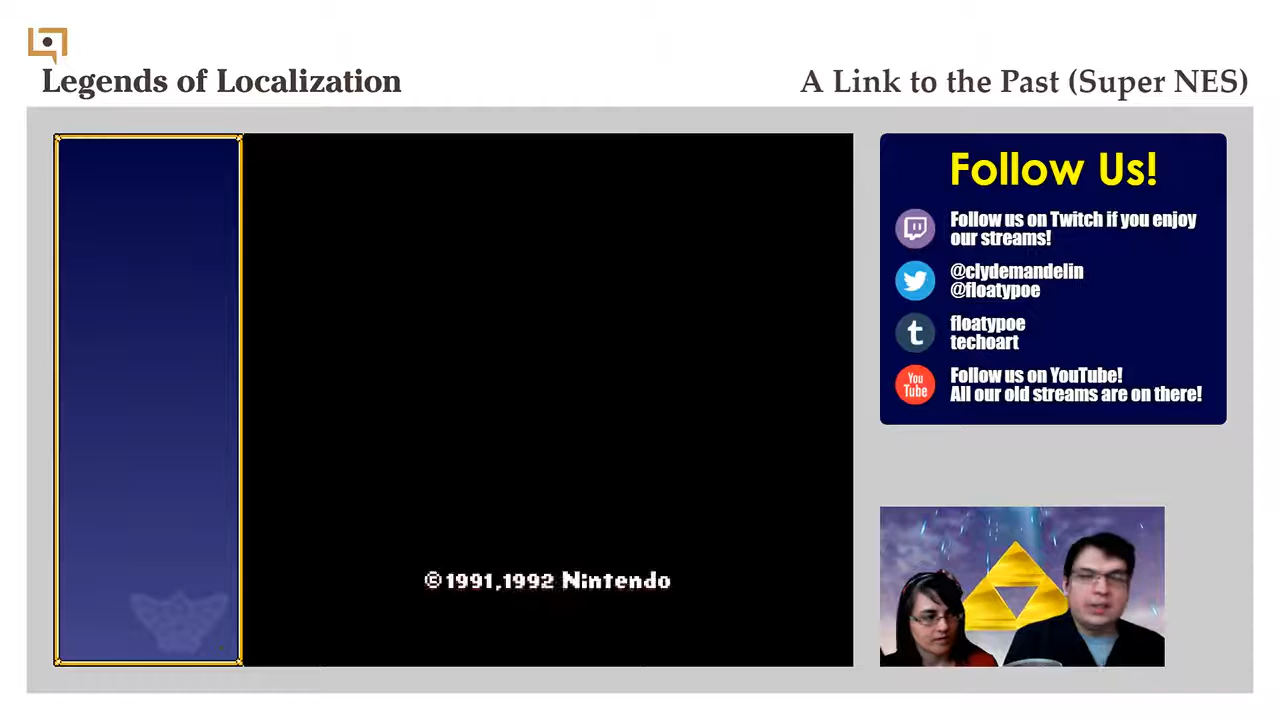 Legends of Localization
A Link to the Past (Super NES)
Follow Us!
Follow us on Twitch if you enjoy
our streams!
@clydemandelin
@floatypoe
t
floatypoe
techoart
You
Tube
Follow us on YouTube!
All our old streams are on there!
©1991,1992 Nintendo